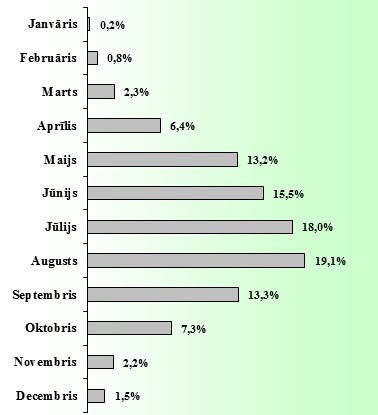 Janvāris 0,2%
Februāris 0,8%
Marts 2,3%
Aprīlis 6,4%
Maijs 13,2%
Jūnijs 15,5%
Jūlijs 18,0%
Augusts 19,1%
Septembris 13,3%
Oktobris 7,3%
Novembris 2,2%
Decembris 1,5%